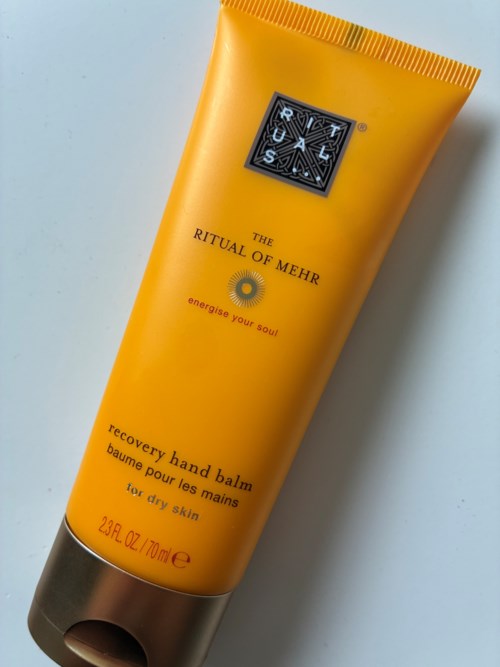 RIT
UAL
S...
®
THE
RITUAL OF MEHR
energise your soul
recovery hand balm
baume pour les mains
for dry skin
2.3 FL. OZ. / 70 ml ℮